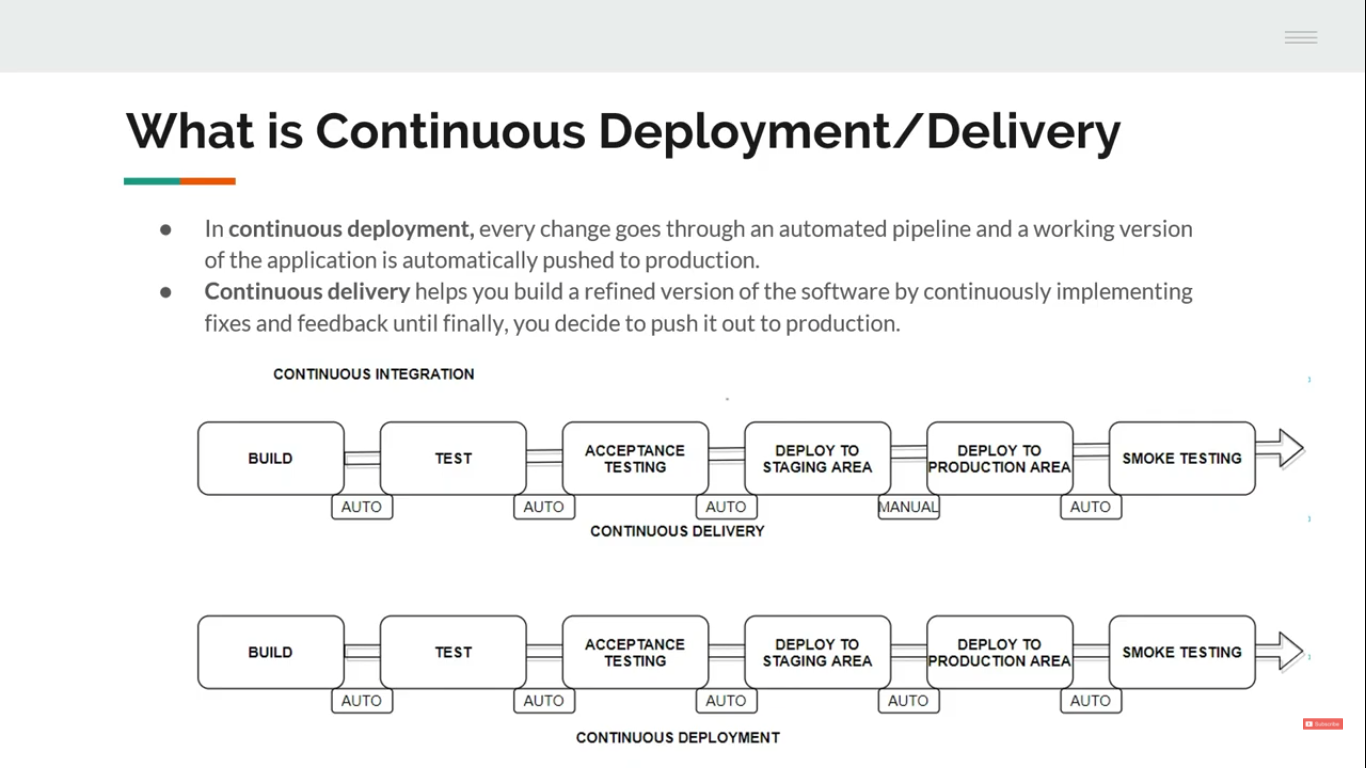 What is Continuous Deployment/Delivery
● In continuous deployment, every change goes through an automated pipeline and a working version
of the application is automatically pushed to production.
● Continuous delivery helps you build a refined version of the software by continuously implementing
fixes and feedback until finally, you decide to push it out to production.
CONTINUOUS INTEGRATION
BUILD
TEST
ACCEPTANCE
TESTING
DEPLOY TO
STAGING AREA
DEPLOY TO
PRODUCTION AREA
SMOKE TESTING
AUTO
AUTO
AUTO
MANUAL
AUTO
CONTINUOUS DELIVERY
BUILD
TEST
ACCEPTANCE
TESTING
DEPLOY TO
STAGING AREA
DEPLOY TO
PRODUCTION AREA
SMOKE TESTING
AUTO
AUTO
AUTO
AUTO
AUTO
CONTINUOUS DEPLOYMENT
Subscribe